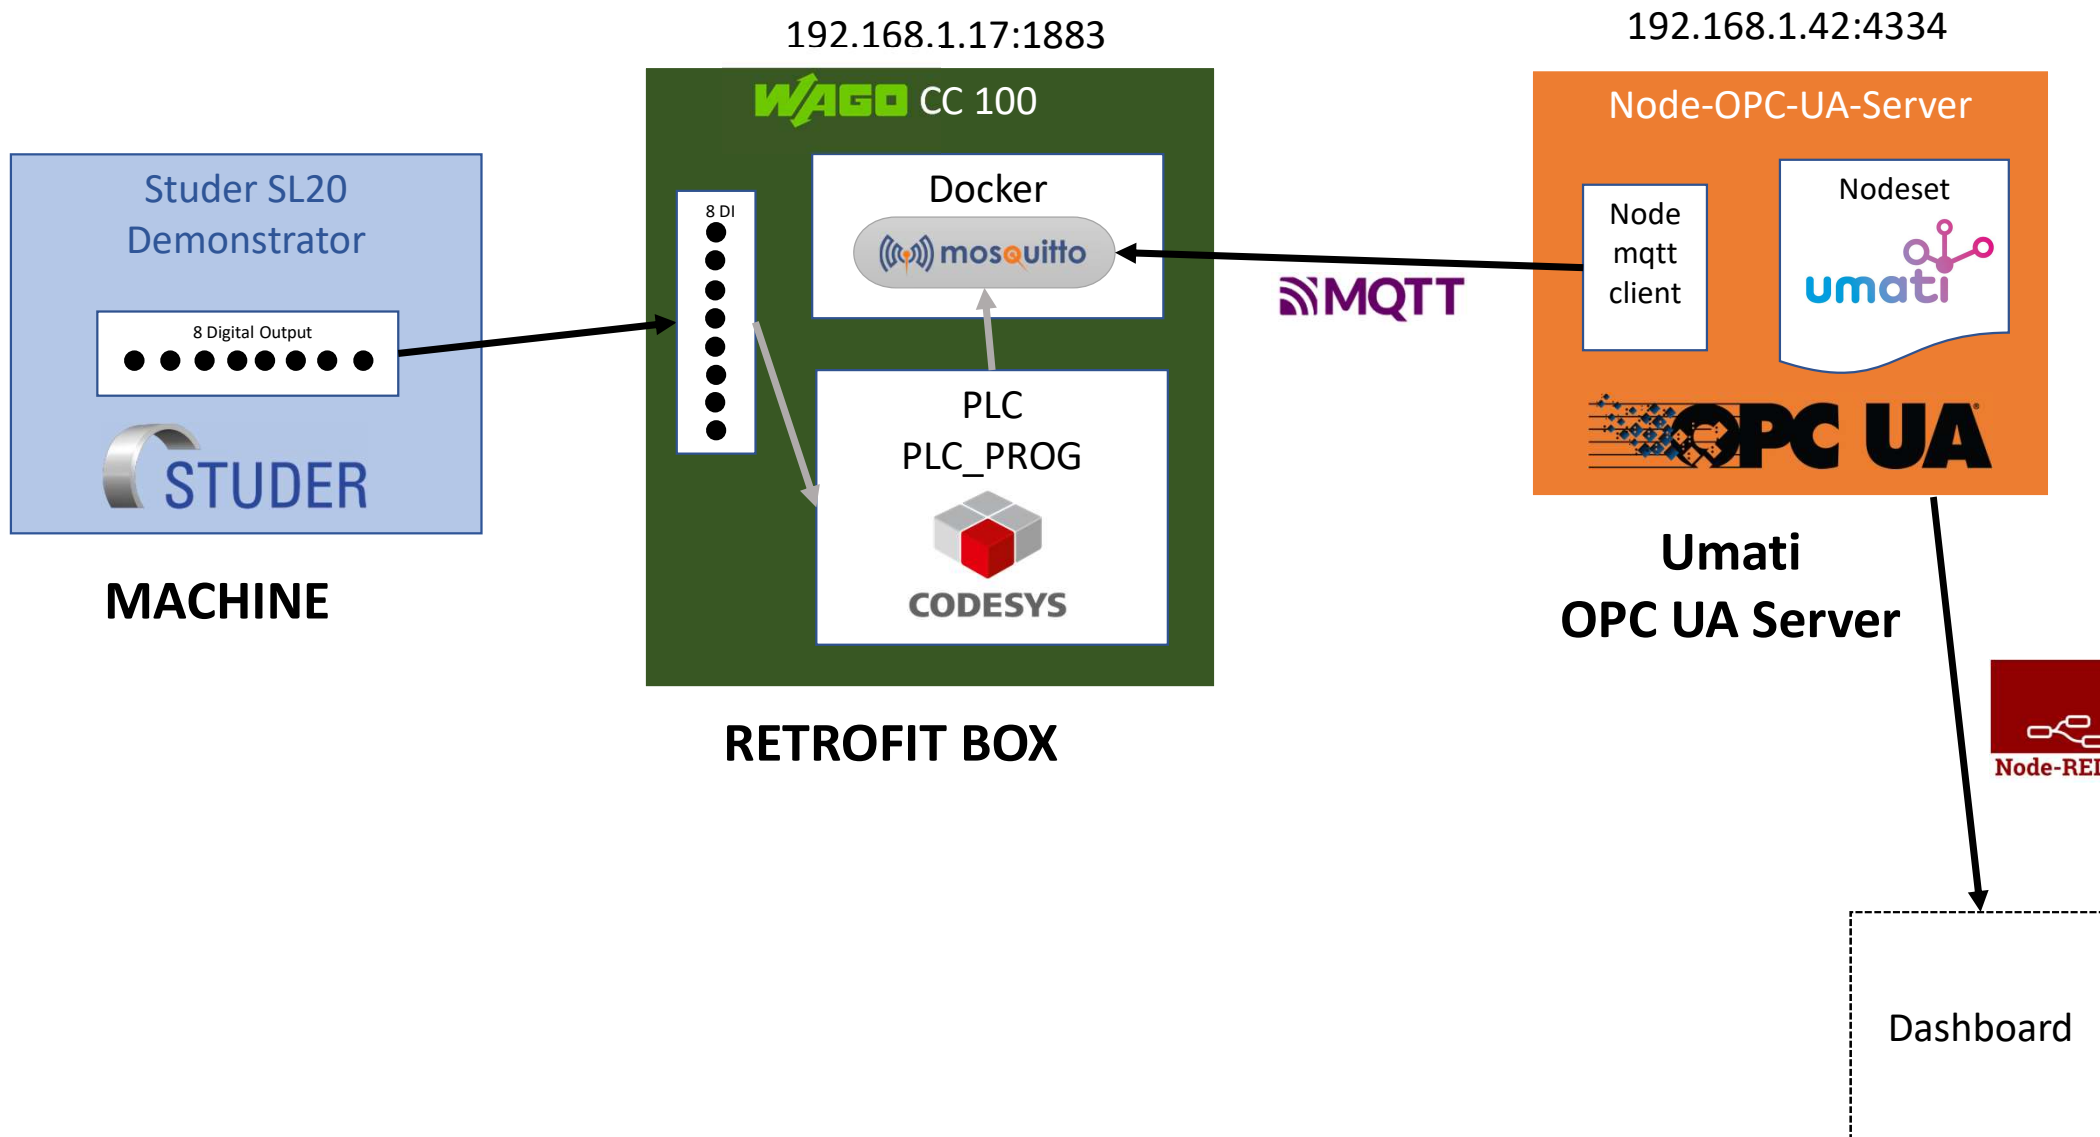 192.168.1.17:1883
192.168.1.42:4334
Studer SL20
Demonstrator
8 Digital Output
STUDER
MACHINE
WAGO CC 100
8 DI
Docker
mosquitto
PLC
PLC_PROG
CODESYS
RETROFIT BOX
MQTT
Node-OPC-UA-Server
Node
mqtt
client
Nodeset
umati
OPC UA
Umati
OPC UA Server
Node-RED
Dashboard